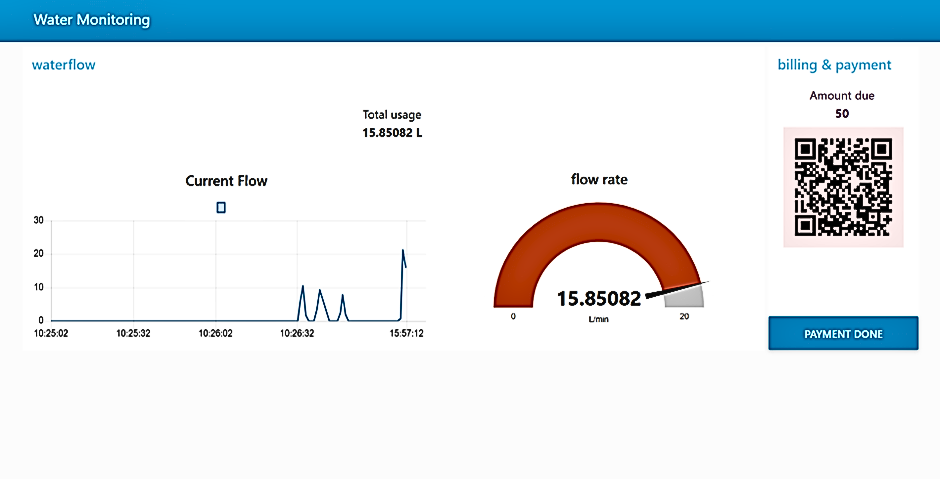 Water Monitoring
waterflow
Total usage
15.85082 L
Current Flow
30
20
10
0
10:25:02 10:25:32 10:26:02 10:26:32 15:57:12
flow rate
15.85082
0 L/min 20
billing & payment
Amount due
50
PAYMENT DONE